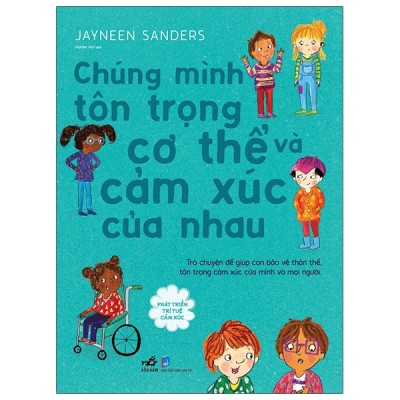 JAYNEEN SANDERS
Chúng mình
tôn trọng
cơ thể và
cảm xúc
của nhau
Trò chuyện để giúp con bảo vệ thân thể,
tôn trọng cảm xúc của mình và mọi người.
PHÁT TRIỂN
TRÍ TUỆ
CẢM XÚC